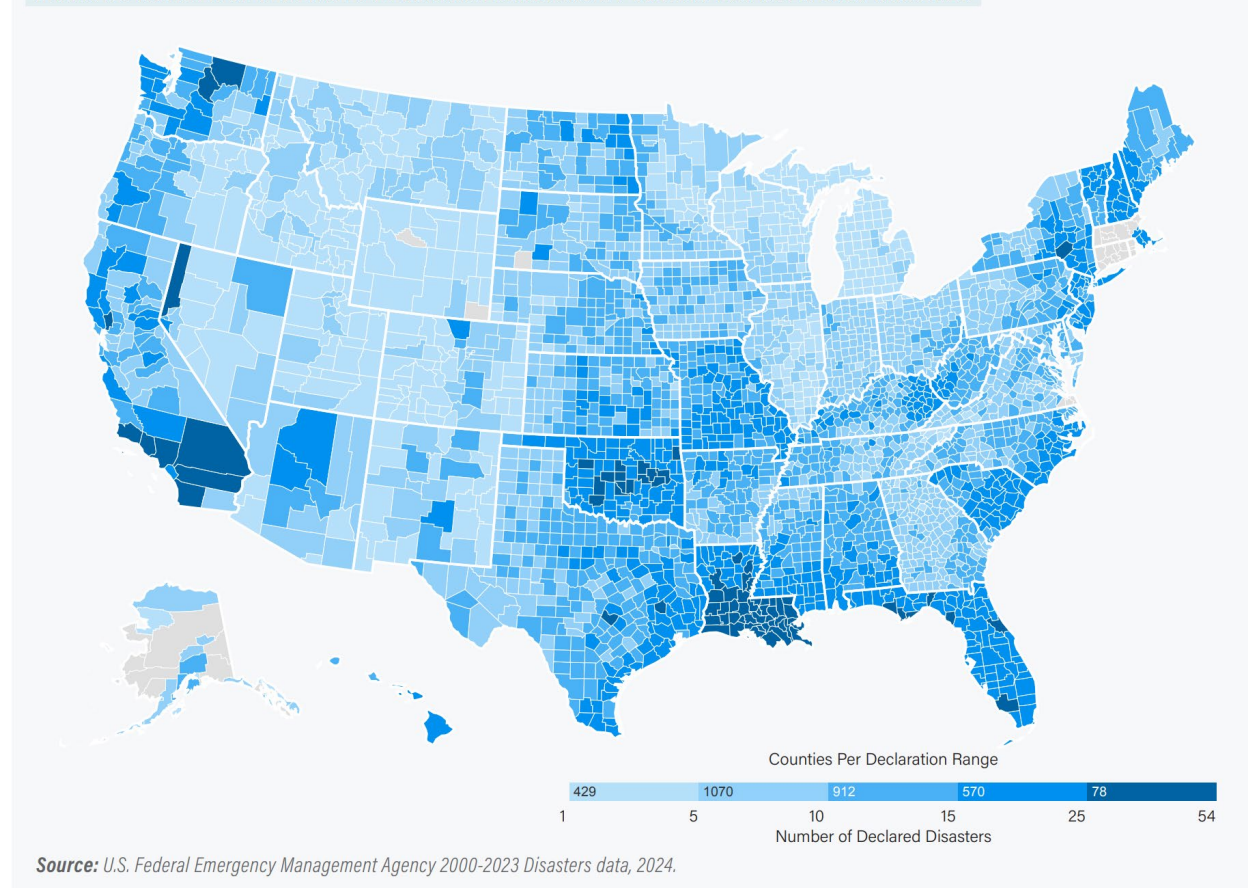 Counties Per Declaration Range
429 1070 912 570 78
1 5 10 15 25 54
Number of Declared Disasters
Source: U.S. Federal Emergency Management Agency 2000-2023 Disasters data, 2024.